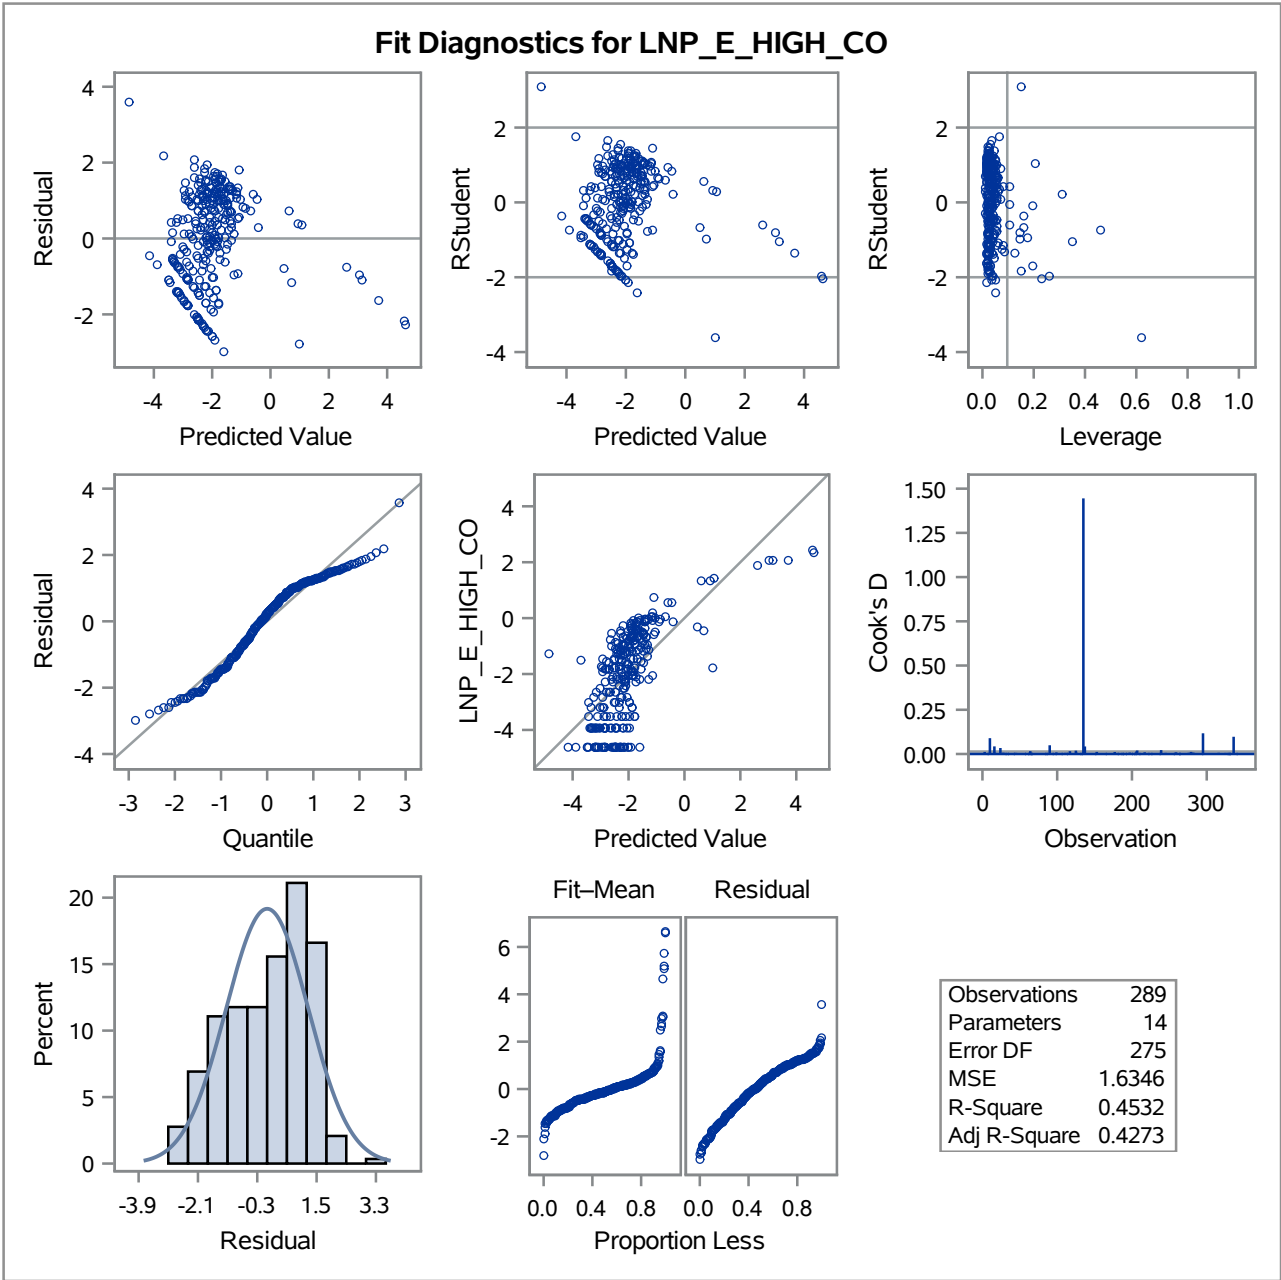 Fit Diagnostics for LNP_E_HIGH_CO
4
2
0
-2
Residual
-4 -2 0 2 4
Predicted Value
2
0
-2
-4
RStudent
-4 -2 0 2 4
Predicted Value
2
0
-2
-4
RStudent
0.0 0.2 0.4 0.6 0.8 1.0
Leverage
4
2
0
-2
-4
Residual
-3 -2 -1 0 1 2 3
Quantile
4
2
0
-2
-4
LNP_E_HIGH_CO
-4 -2 0 2 4
Predicted Value
1.50
1.25
1.00
0.75
0.50
0.25
0.00
Cook's D
0 100 200 300
Observation
20
15
10
5
0
Percent
-3.9 -2.1 -0.3 1.5 3.3
Residual
Fit–Mean Residual
6
4
2
0
-2
0.0 0.4 0.8 0.0 0.4 0.8
Proportion Less
Observations 289
Parameters 14
Error DF 275
MSE 1.6346
R-Square 0.4532
Adj R-Square 0.4273